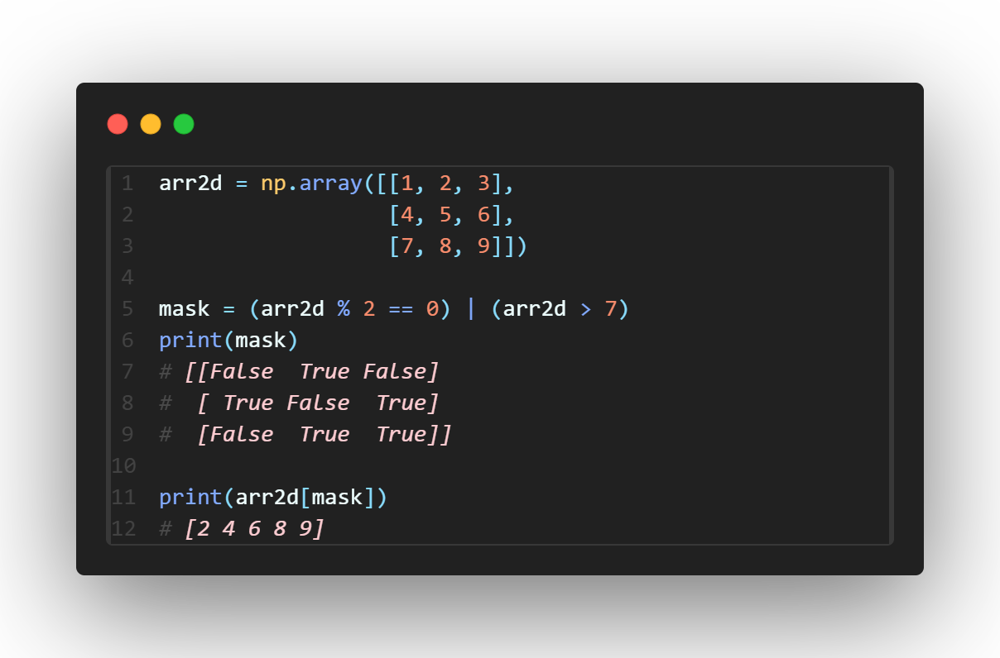 1 arr2d = np.array([[1, 2, 3],
2                   [4, 5, 6],
3                   [7, 8, 9]])
4
5 mask = (arr2d % 2 == 0) | (arr2d > 7)
6 print(mask)
7 # [[False  True False]
8 #  [ True False  True]
9 #  [False  True  True]]
10
11 print(arr2d[mask])
12 # [2 4 6 8 9]